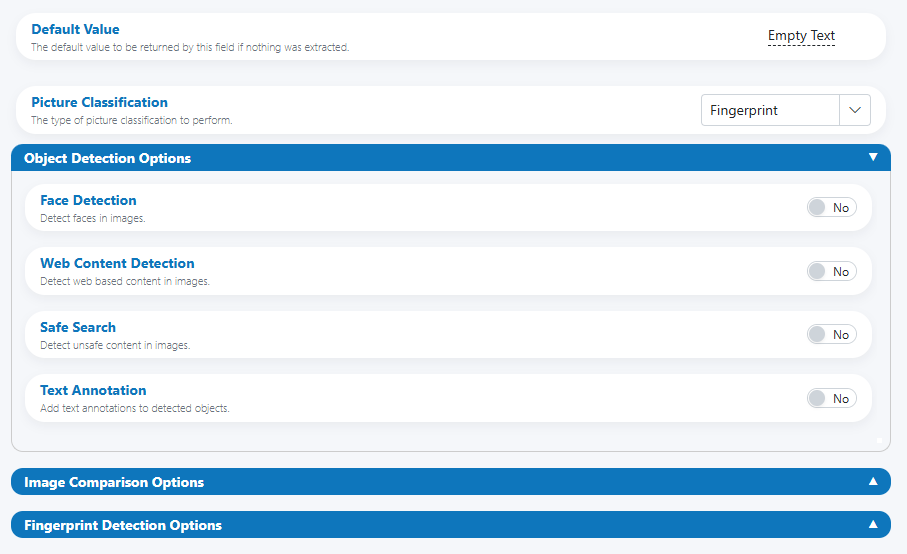 Default Value
The default value to be returned by this field if nothing was extracted.
Empty Text
Picture Classification
The type of picture classification to perform.
Fingerprint
Object Detection Options
Face Detection
Detect faces in images.
No
Web Content Detection
Detect web based content in images.
No
Safe Search
Detect unsafe content in images.
No
Text Annotation
Add text annotations to detected objects.
No
Image Comparison Options
Fingerprint Detection Options